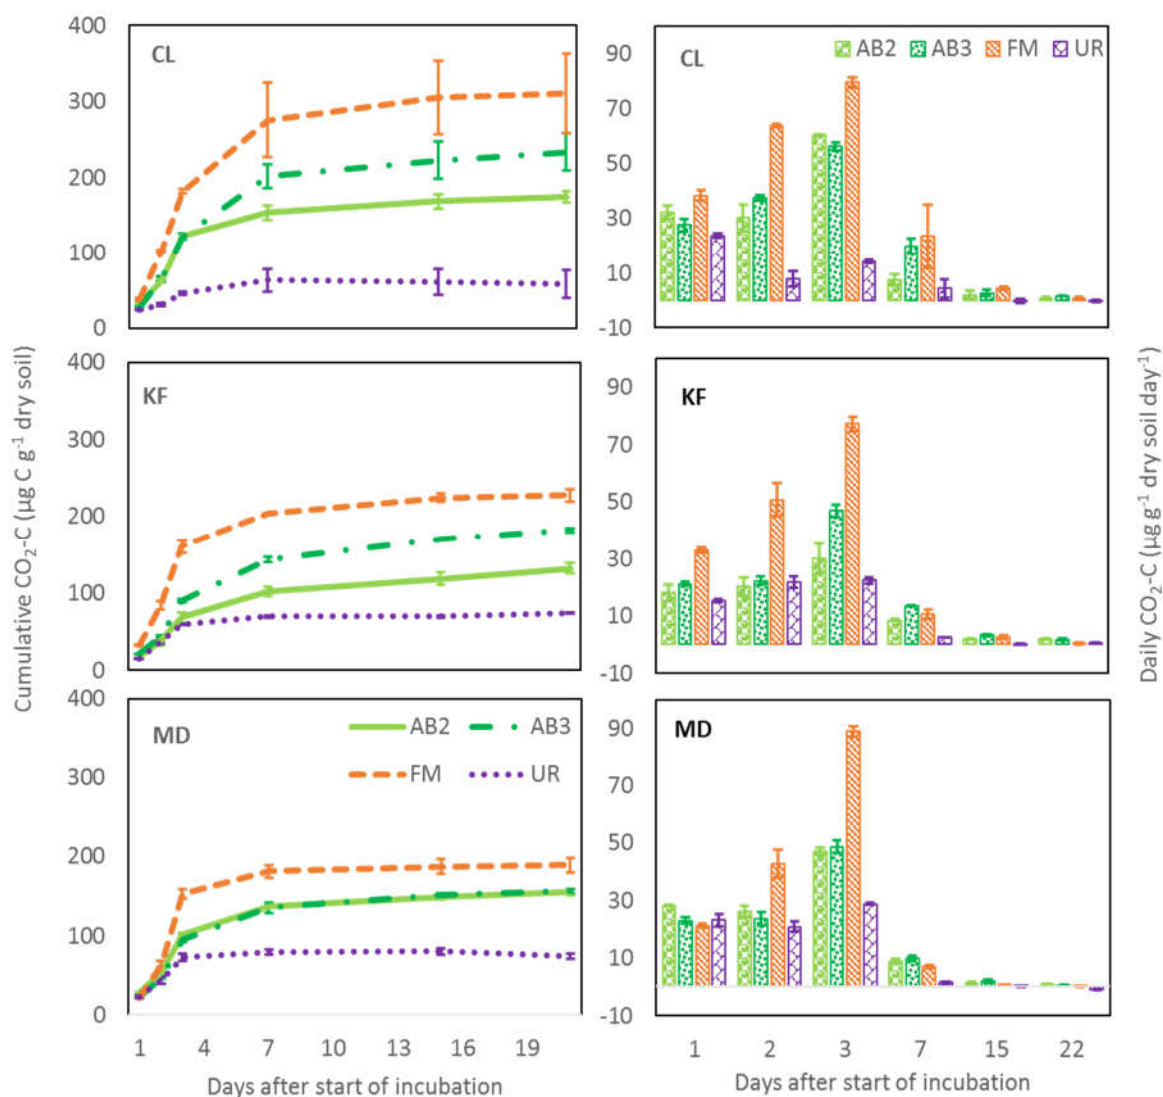 Cumulative CO₂-C (µg C g⁻¹ dry soil)
400
300
200
100
0
CL
90
70
50
30
10
-10
CL
AB2 AB3 FM UR
400
300
200
100
0
KF
90
70
50
30
10
-10
KF
400
300
200
100
0
MD
AB2 AB3
FM UR
1 4 7 10 13 16 19
Days after start of incubation
90
70
50
30
10
-10
MD
1 2 3 7 15 22
Days after start of incubation
Daily CO₂-C (µg g⁻¹ dry soil day⁻¹)